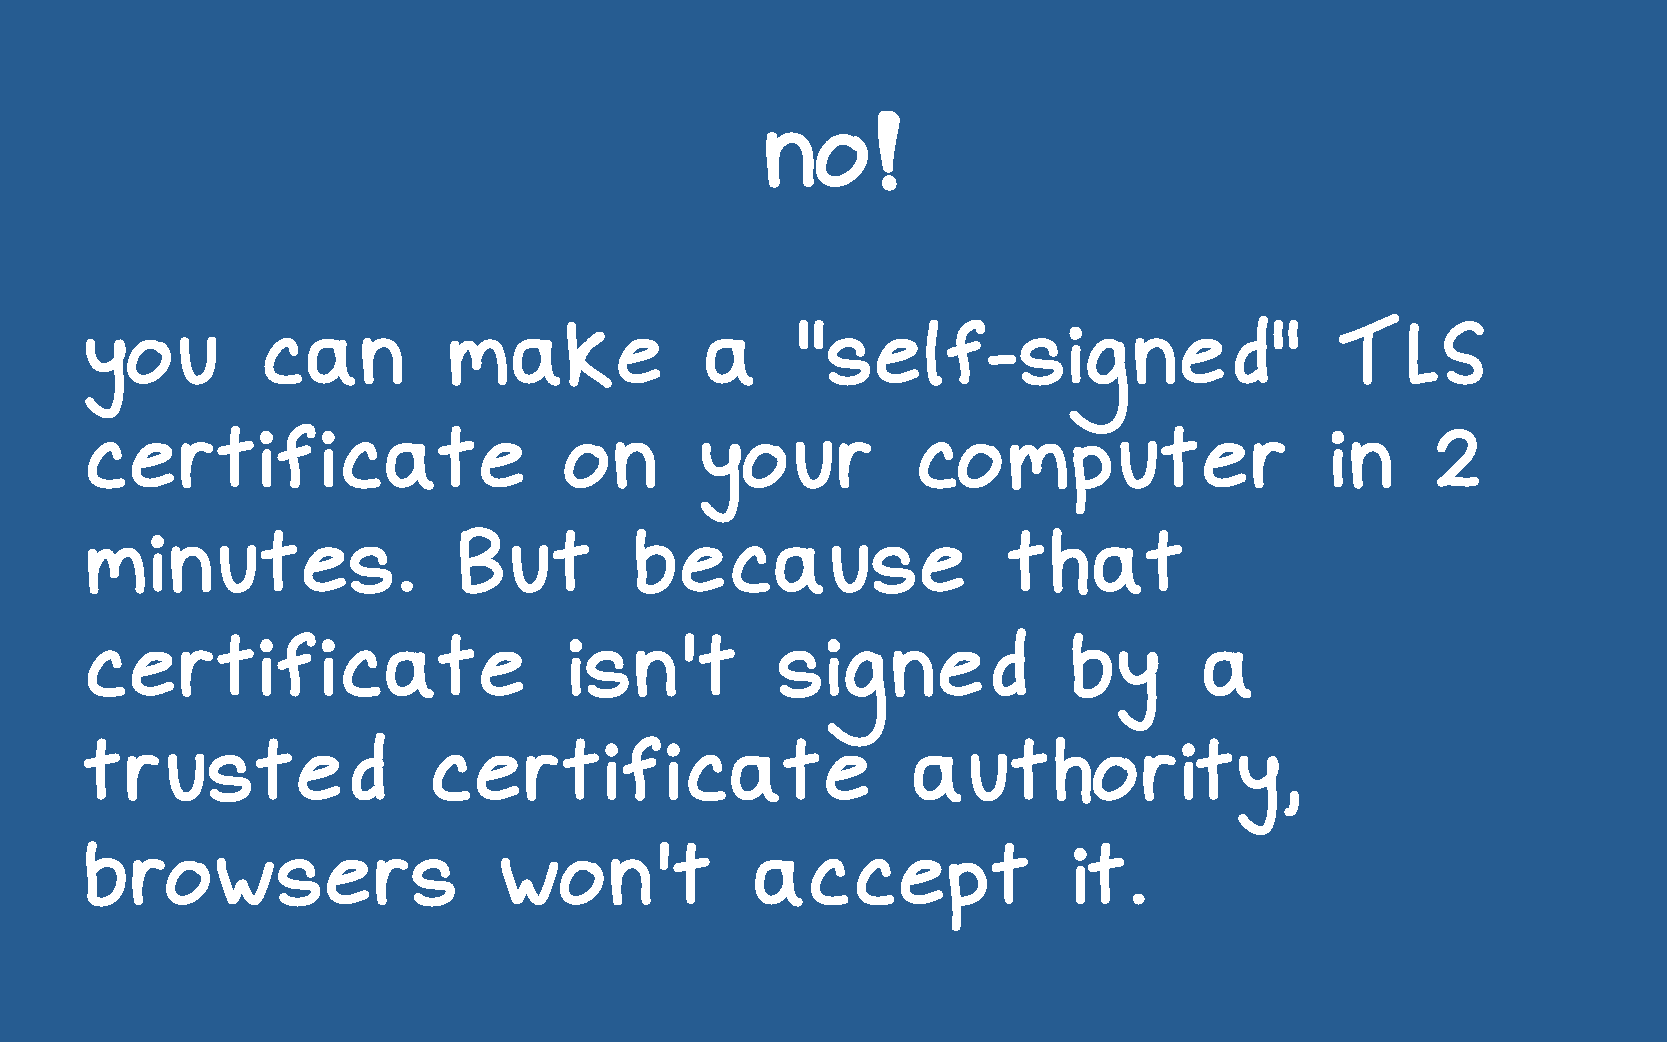 no!
you can make a "self-signed" TLS
certificate on your computer in 2
minutes. But because that
certificate isn't signed by a
trusted certificate authority,
browsers won't accept it.